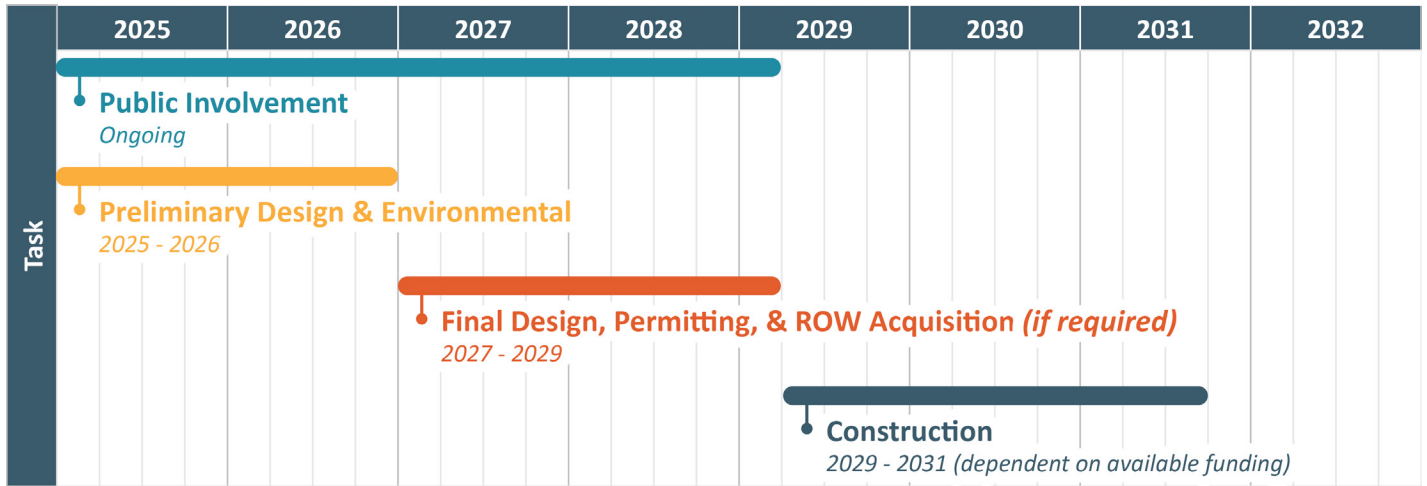 2025 2026 2027 2028 2029 2030 2031 2032
Task
Public Involvement
Ongoing
Preliminary Design & Environmental
2025 - 2026
Final Design, Permitting, & ROW Acquisition (if required)
2027 - 2029
Construction
2029 - 2031 (dependent on available funding)